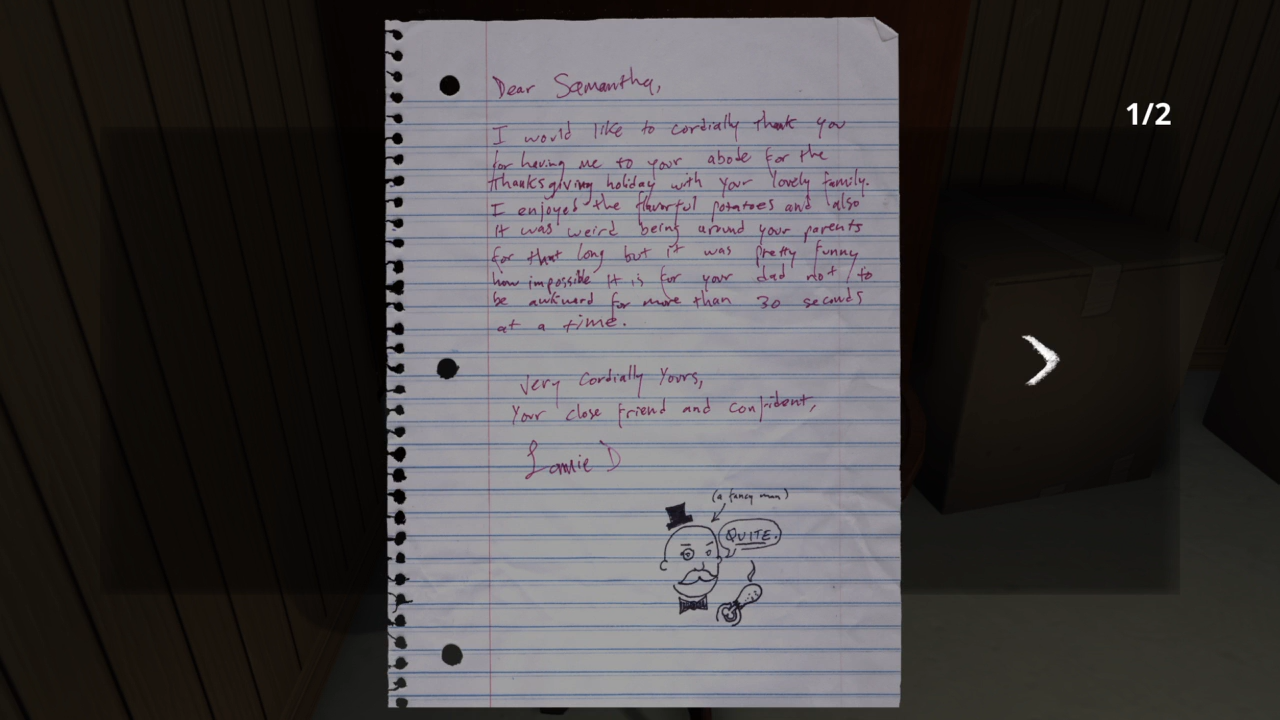 1/2
Dear Samantha,
I would like to cordially thank you
for having me to your abode for the
thanksgiving holiday with your lovely family.
I enjoyed the flavorful potatoes and also
it was weird being around your parents
for that long but it was pretty funny
how impossible it is for your dad not to
be awkward for more than 30 seconds
at a time.
Very Cordially Yours,
Your close friend and confident,
Lonnie D
(a fancy man)
QUITE.